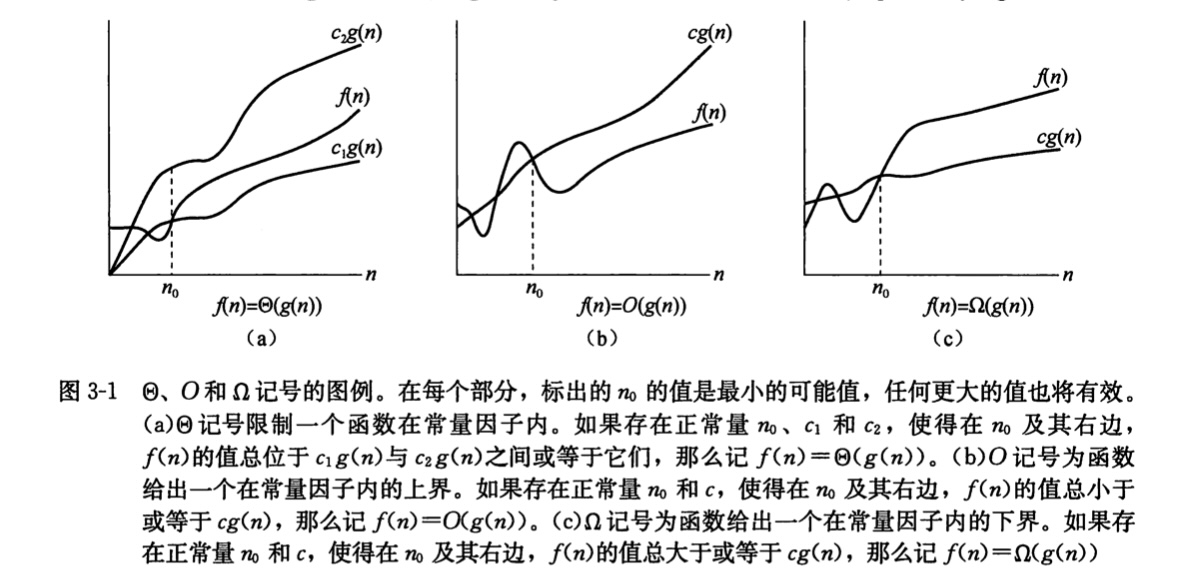 c₂g(n)
f(n)
c₁g(n)
n
n₀
f(n)=Θ(g(n))
(a)
cg(n)
f(n)
n
n₀
f(n)=O(g(n))
(b)
f(n)
cg(n)
n
n₀
f(n)=Ω(g(n))
(c)
图 3-1 Θ、O和Ω记号的图例。在每个部分，标出的 n₀ 的值是最小的可能值，任何更大的值也将有效。
(a)Θ记号限制一个函数在常量因子内。如果存在正常量 n₀、c₁ 和 c₂，使得在 n₀ 及其右边，
f(n)的值总位于 c₁g(n)与 c₂g(n)之间或等于它们，那么记 f(n)＝Θ(g(n))。(b)O记号为函数
给出一个在常量因子内的上界。如果存在正常量 n₀ 和 c，使得在 n₀ 及其右边，f(n)的值总小于
或等于 cg(n)，那么记 f(n)＝O(g(n))。(c)Ω记号为函数给出一个在常量因子内的下界。如果存
在正常量 n₀ 和 c，使得在 n₀ 及其右边，f(n)的值总大于或等于 cg(n)，那么记 f(n)＝Ω(g(n))